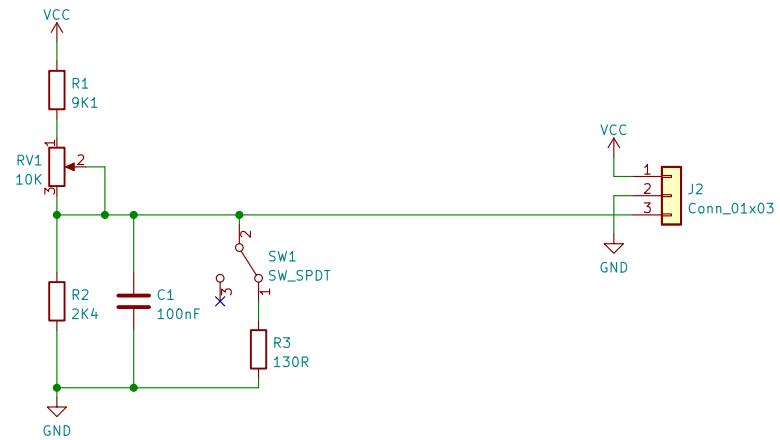 VCC
R1
9K1
1
RV1
2
10K
3
VCC
1
J2
2
Conn_01x03
3
GND
2
SW1
SW_SPDT
3
1
R2
2K4
C1
100nF
R3
130R
GND